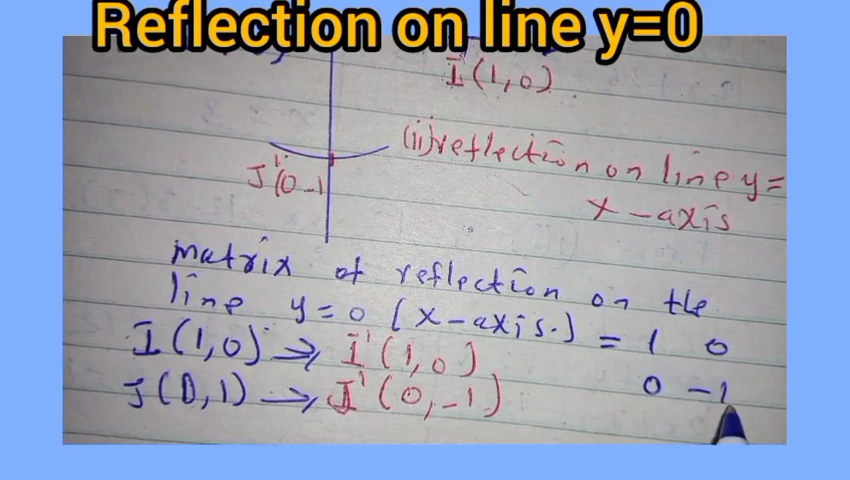 Reflection on line y=0
I(1,0)
(ii) reflection on line y=
x-axis
J'(0-1
matrix of reflection on the
line y=0 (x-axis.) = 1 0
I(1,0) → I'(1,0)
0 -1
J(0,1) → J'(0,-1)